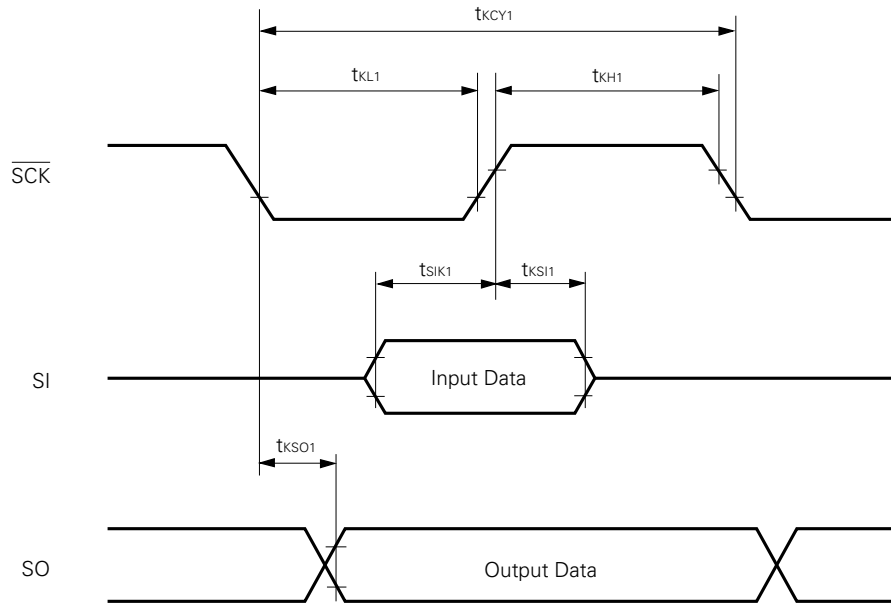 tKCY1
tKL1 tKH1
SCK
tSIK1 tKSI1
SI Input Data
tKSO1
SO Output Data